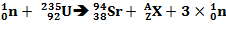 ¹₀n + ²³⁵₉₂U ➔ ⁹⁴₃₈Sr + ᴬ_ZX + 3 × ¹₀n